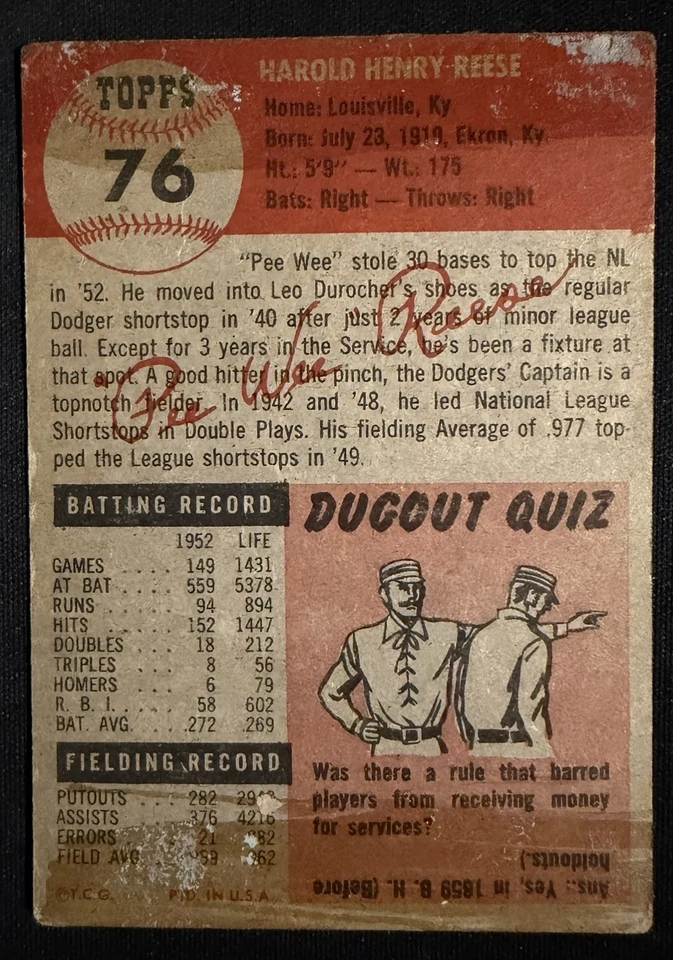 TOPPS
76
HAROLD HENRY REESE
Home: Louisville, Ky
Born: July 23, 1919, Ekron, Ky.
Ht.: 5'9" — Wt.: 175
Bats: Right — Throws: Right
"Pee Wee" stole 30 bases to top the NL
in '52. He moved into Leo Durocher's shoes as the regular
Dodger shortstop in '40 after just 2 years of minor league
ball. Except for 3 years in the Service, he's been a fixture at
that spot. A good hitter in the pinch, the Dodgers' Captain is a
topnotch fielder. In 1942 and '48, he led National League
Shortstops in Double Plays. His fielding Average of .977 top-
ped the League shortstops in '49.
"Pee Wee" Reese
BATTING RECORD
1952 LIFE
GAMES .... 149 1431
AT BAT .... 559 5378
RUNS .... 94 894
HITS .... 152 1447
DOUBLES ... 18 212
TRIPLES ... 8 56
HOMERS ... 6 79
R. B. I. .... 58 602
BAT. AVG. .272 .269
FIELDING RECORD
PUTOUTS ... 282
ASSISTS ... 376 4216
ERRORS ... 21
FIELD AVG.
©T.C.G. P'D. IN U.S.A
DUGOUT QUIZ
Was there a rule that barred
players from receiving money
for services?
Ans.: Yes, in 1859 B. H. (Before
holdouts.)